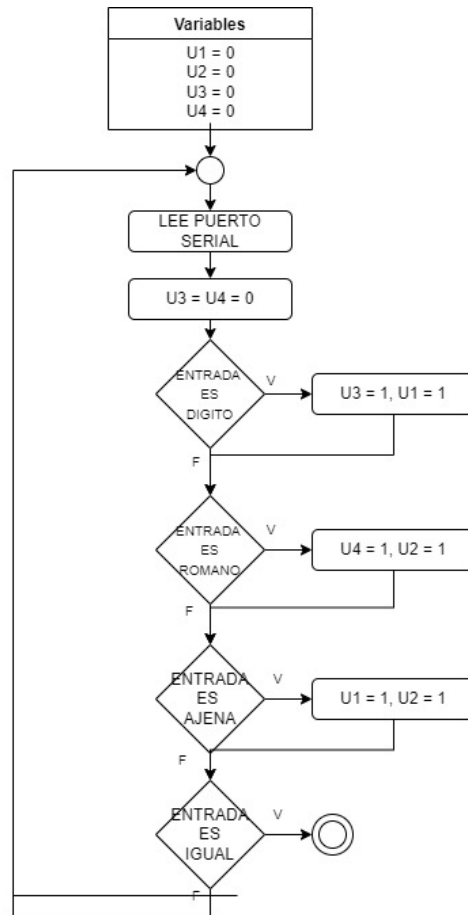 Variables
U1 = 0
U2 = 0
U3 = 0
U4 = 0
LEE PUERTO
SERIAL
U3 = U4 = 0
ENTRADA
ES
DIGITO
V
U3 = 1, U1 = 1
F
ENTRADA
ES
ROMANO
V
U4 = 1, U2 = 1
F
ENTRADA
ES
AJENA
V
U1 = 1, U2 = 1
F
ENTRADA
ES
IGUAL
V
F